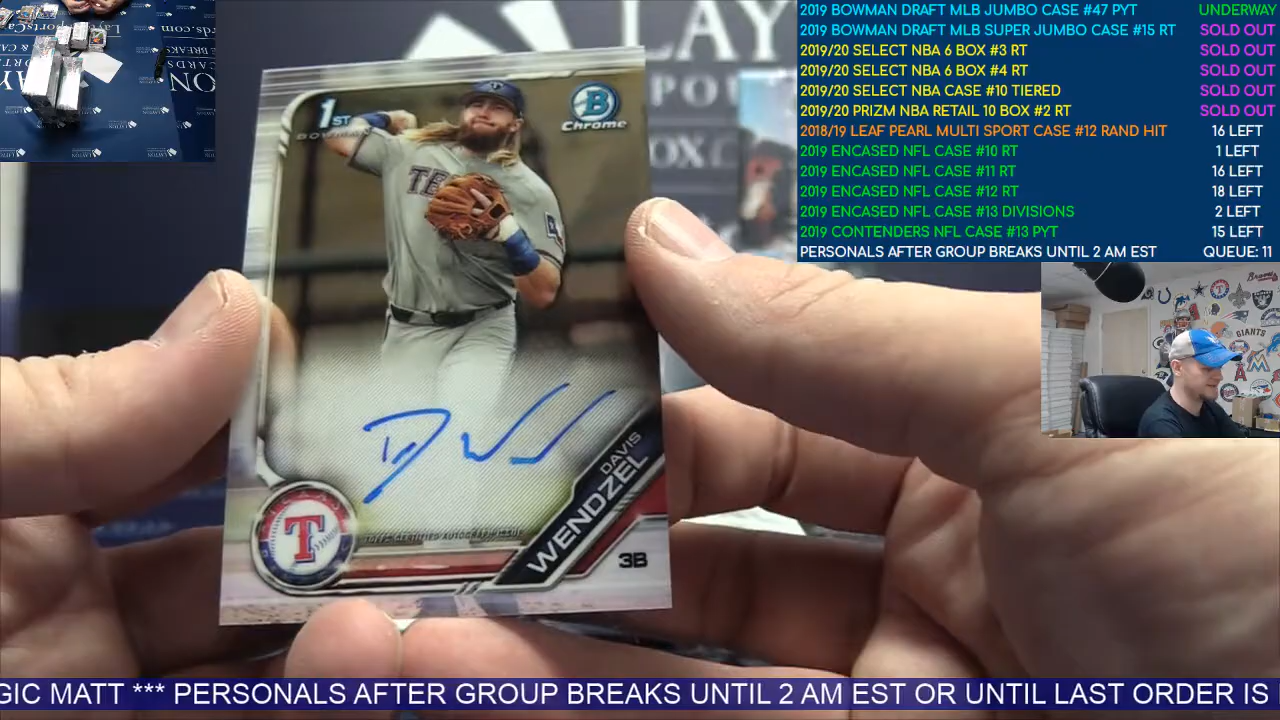 2019 BOWMAN DRAFT MLB JUMBO CASE #47 PYT UNDERWAY
2019 BOWMAN DRAFT MLB SUPER JUMBO CASE #15 RT SOLD OUT
2019/20 SELECT NBA 6 BOX #3 RT SOLD OUT
2019/20 SELECT NBA 6 BOX #4 RT SOLD OUT
2019/20 SELECT NBA CASE #10 TIERED SOLD OUT
2019/20 PRIZM NBA RETAIL 10 BOX #2 RT SOLD OUT
2018/19 LEAF PEARL MULTI SPORT CASE #12 RAND HIT 16 LEFT
2019 ENCASED NFL CASE #10 RT 1 LEFT
2019 ENCASED NFL CASE #11 RT 16 LEFT
2019 ENCASED NFL CASE #12 RT 18 LEFT
2019 ENCASED NFL CASE #13 DIVISIONS 2 LEFT
2019 CONTENDERS NFL CASE #13 PYT 15 LEFT
PERSONALS AFTER GROUP BREAKS UNTIL 2 AM EST QUEUE: 11
LAY
1ST
BOWMAN
B
Chrome
TE
DAVIS
WENDZEL
3B
T
TOPPS CERTIFIED AUTOGRAPH ISSUE
GIANTS
GIC MATT *** PERSONALS AFTER GROUP BREAKS UNTIL 2 AM EST OR UNTIL LAST ORDER IS